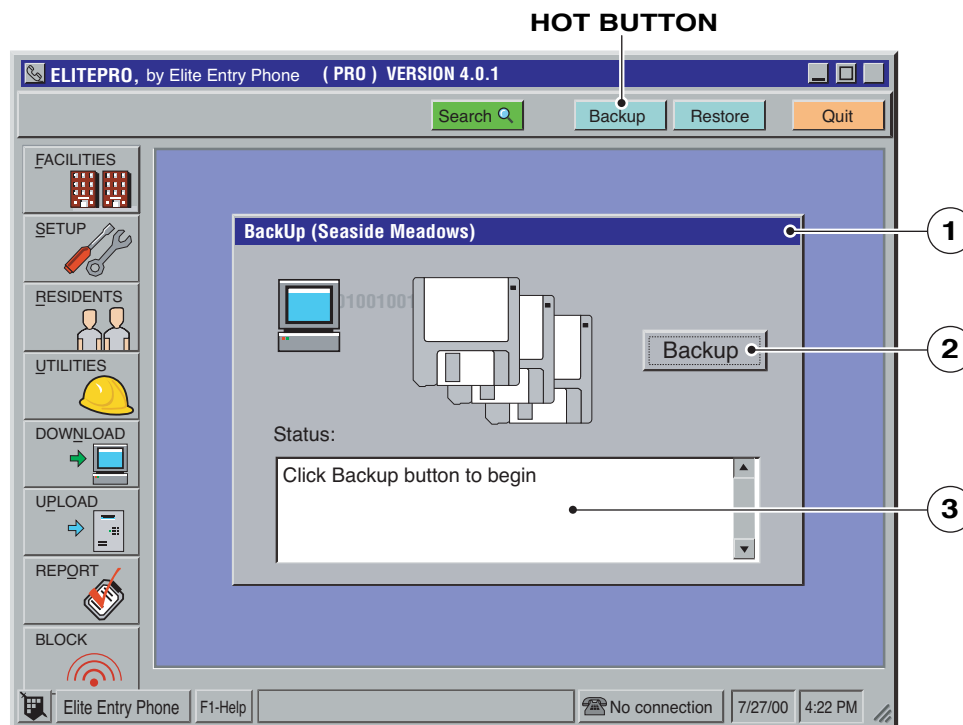 HOT BUTTON
ELITEPRO, by Elite Entry Phone ( PRO ) VERSION 4.0.1
Search Backup Restore Quit
FACILITIES
SETUP
RESIDENTS
UTILITIES
DOWNLOAD
UPLOAD
REPORT
BLOCK
BackUp (Seaside Meadows)
1
01001001
Backup
2
Status:
Click Backup button to begin
3
Elite Entry Phone F1-Help No connection 7/27/00 4:22 PM